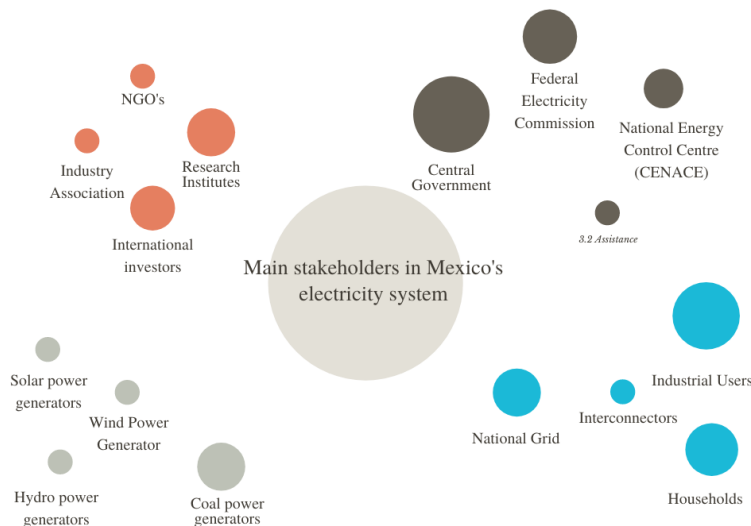 NGO's
Industry
Association
Research
Institutes
International
investors
Central
Government
Federal
Electricity
Commission
National Energy
Control Centre
(CENACE)
3.2 Assistance
Main stakeholders in Mexico's
electricity system
Solar power
generators
Wind Power
Generator
Hydro power
generators
Coal power
generators
National Grid
Interconnectors
Industrial Users
Households